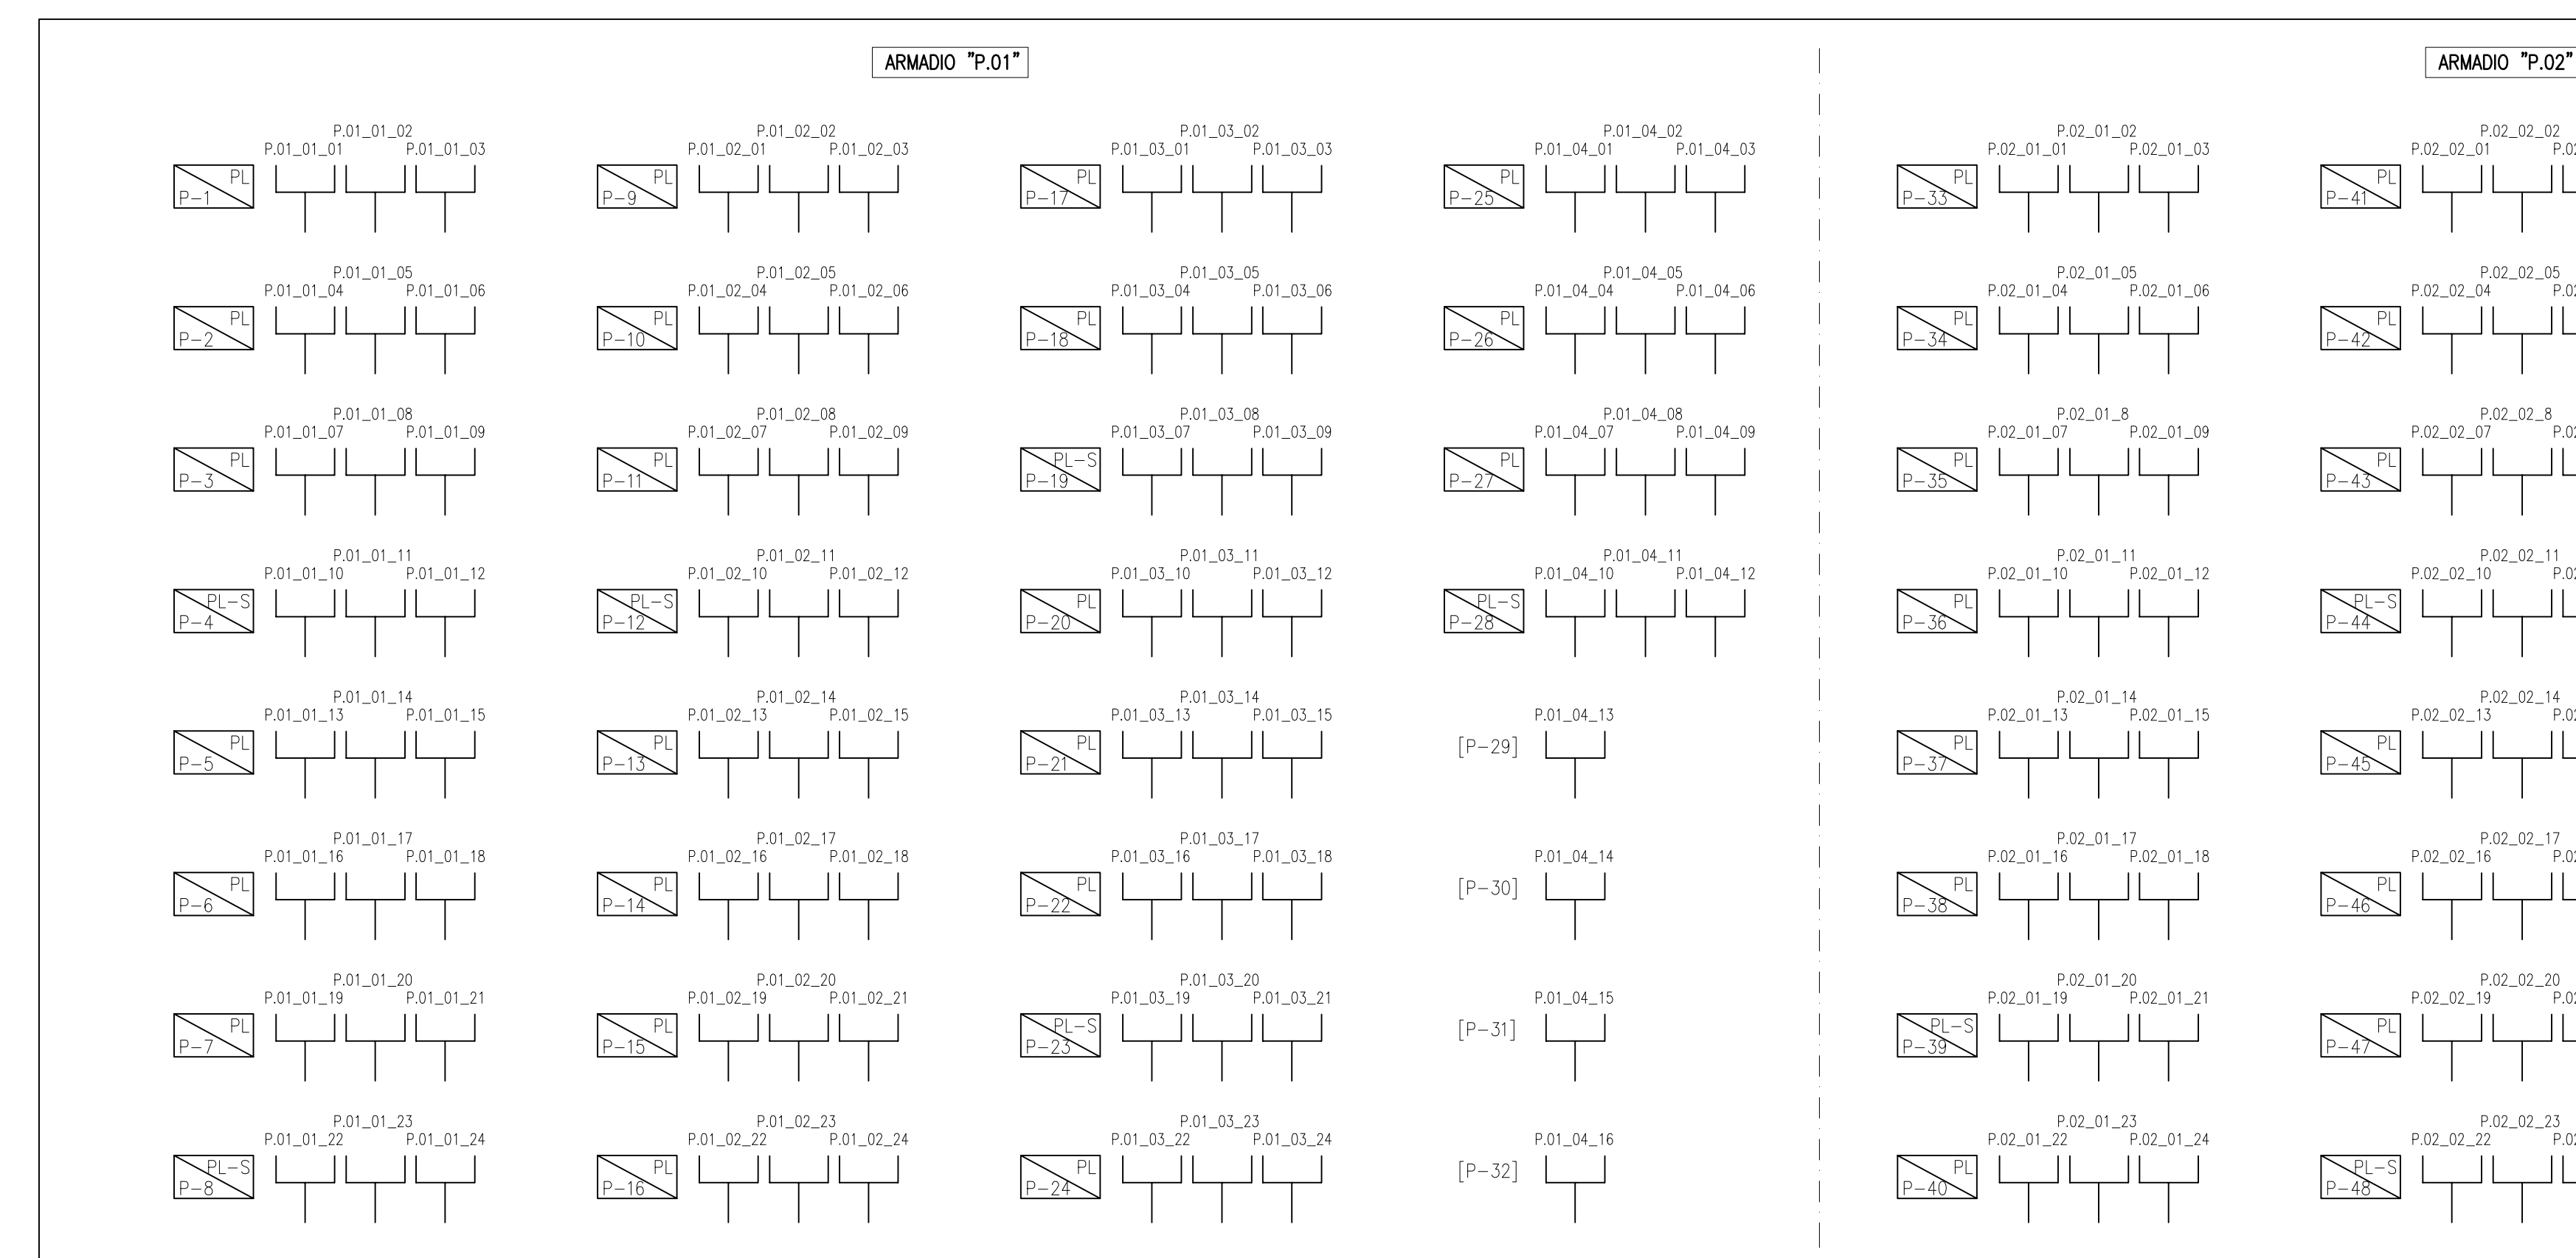 ARMADIO "P.01" ARMADIO "P.02"
P.01_01_02 P.01_02_02 P.01_03_02 P.01_04_02 P.02_01_02 P.02_02_02
P.01_01_01 P.01_01_03 P.01_02_01 P.01_02_03 P.01_03_01 P.01_03_03 P.01_04_01 P.01_04_03 P.02_01_01 P.02_01_03 P.02_02_01
PL PL PL PL PL PL
P-1 P-9 P-17 P-25 P-33 P-41
P.01_01_05 P.01_02_05 P.01_03_05 P.01_04_05 P.02_01_05 P.02_02_05
P.01_01_04 P.01_01_06 P.01_02_04 P.01_02_06 P.01_03_04 P.01_03_06 P.01_04_04 P.01_04_06 P.02_01_04 P.02_01_06 P.02_02_04
PL PL PL PL PL PL
P-2 P-10 P-18 P-26 P-34 P-42
P.01_01_08 P.01_02_08 P.01_03_08 P.01_04_08 P.02_01_8 P.02_02_8
P.01_01_07 P.01_01_09 P.01_02_07 P.01_02_09 P.01_03_07 P.01_03_09 P.01_04_07 P.01_04_09 P.02_01_07 P.02_01_09 P.02_02_07
PL PL PL-S PL PL PL
P-3 P-11 P-19 P-27 P-35 P-43
P.01_01_11 P.01_02_11 P.01_03_11 P.01_04_11 P.02_01_11 P.02_02_11
P.01_01_10 P.01_01_12 P.01_02_10 P.01_02_12 P.01_03_10 P.01_03_12 P.01_04_10 P.01_04_12 P.02_01_10 P.02_01_12 P.02_02_10
PL-S PL-S PL PL-S PL PL-S
P-4 P-12 P-20 P-28 P-36 P-44
P.01_01_14 P.01_02_14 P.01_03_14 P.02_01_14 P.02_02_14
P.01_01_13 P.01_01_15 P.01_02_13 P.01_02_15 P.01_03_13 P.01_03_15 P.01_04_13 P.02_01_13 P.02_01_15 P.02_02_13
PL PL PL [P-29] PL PL
P-5 P-13 P-21 P-37 P-45
P.01_01_17 P.01_02_17 P.01_03_17 P.02_01_17 P.02_02_17
P.01_01_16 P.01_01_18 P.01_02_16 P.01_02_18 P.01_03_16 P.01_03_18 P.01_04_14 P.02_01_16 P.02_01_18 P.02_02_16
PL PL PL [P-30] PL PL
P-6 P-14 P-22 P-38 P-46
P.01_01_20 P.01_02_20 P.01_03_20 P.02_01_20 P.02_02_20
P.01_01_19 P.01_01_21 P.01_02_19 P.01_02_21 P.01_03_19 P.01_03_21 P.01_04_15 P.02_01_19 P.02_01_21 P.02_02_19
PL PL PL-S [P-31] PL-S PL
P-7 P-15 P-23 P-39 P-47
P.01_01_23 P.01_02_23 P.01_03_23 P.02_01_23 P.02_02_23
P.01_01_22 P.01_01_24 P.01_02_22 P.01_02_24 P.01_03_22 P.01_03_24 P.01_04_16 P.02_01_22 P.02_01_24 P.02_02_22
PL-S PL PL [P-32] PL PL-S
P-8 P-16 P-24 P-40 P-48